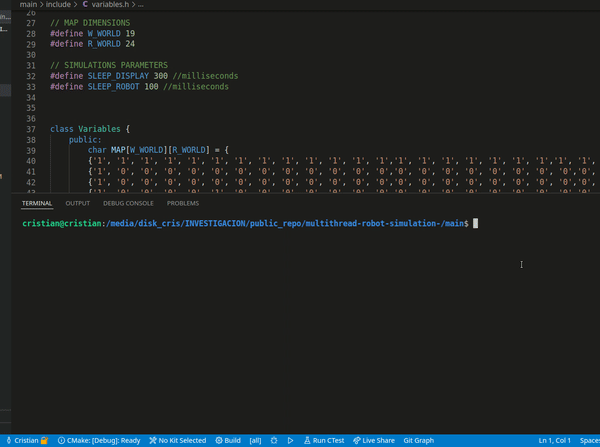 main > include > C variables.h > ...
in...
26
27 // MAP DIMENSIONS
28 #define W_WORLD 19
29 #define R_WORLD 24
30
31 // SIMULATIONS PARAMETERS
32 #define SLEEP_DISPLAY 300 //milliseconds
33 #define SLEEP_ROBOT 100 //milliseconds
34
35
36
37 class Variables {
38 public:
39 char MAP[W_WORLD][R_WORLD] = {
40 {'1', '1', '1', '1', '1', '1', '1', '1', '1', '1', '1', '1', '1','1', '1', '1', '1', '1', '1', '1','1', '1',
41 {'1', '0', '0', '0', '0', '0', '0', '0', '0', '0', '0', '0', '0', '0', '0', '0', '0', '0', '0', '0','0',
42 {'1', '0', '0', '0', '0', '0', '0', '0', '0', '0', '0', '0', '0', '0', '0', '0', '0', '0', '0', '0','0',
TERMINAL OUTPUT DEBUG CONSOLE PROBLEMS
cristian@cristian:/media/disk_cris/INVESTIGACION/public_repo/multithread-robot-simulation-/main$
Cristian CMake: [Debug]: Ready No Kit Selected Build [all] Run CTest Live Share Git Graph Ln 1, Col 1 Spaces